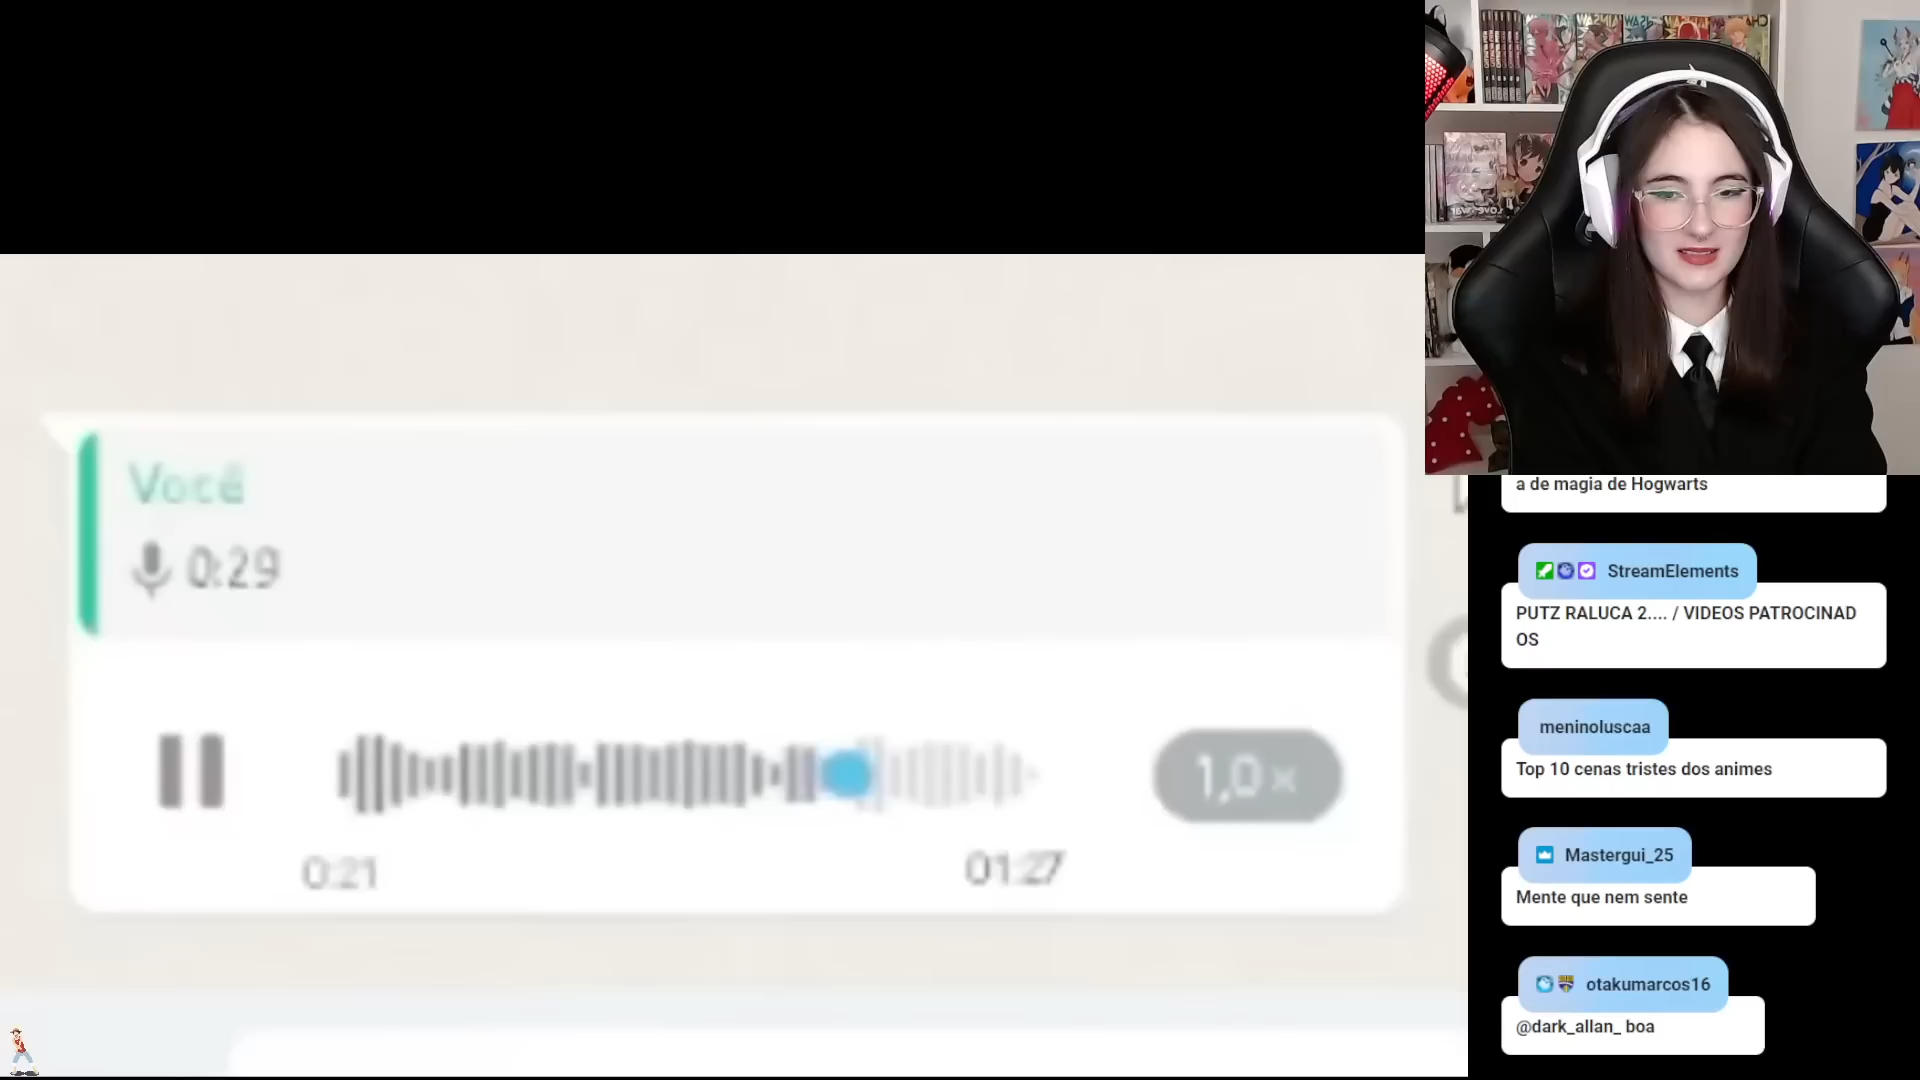 Você
0:29
1,0×
0:21
01:27
a de magia de Hogwarts
StreamElements
PUTZ RALUCA 2.... / VIDEOS PATROCINAD
OS
meninoluscaa
Top 10 cenas tristes dos animes
Mastergui_25
Mente que nem sente
otakumarcos16
@dark_allan_ boa